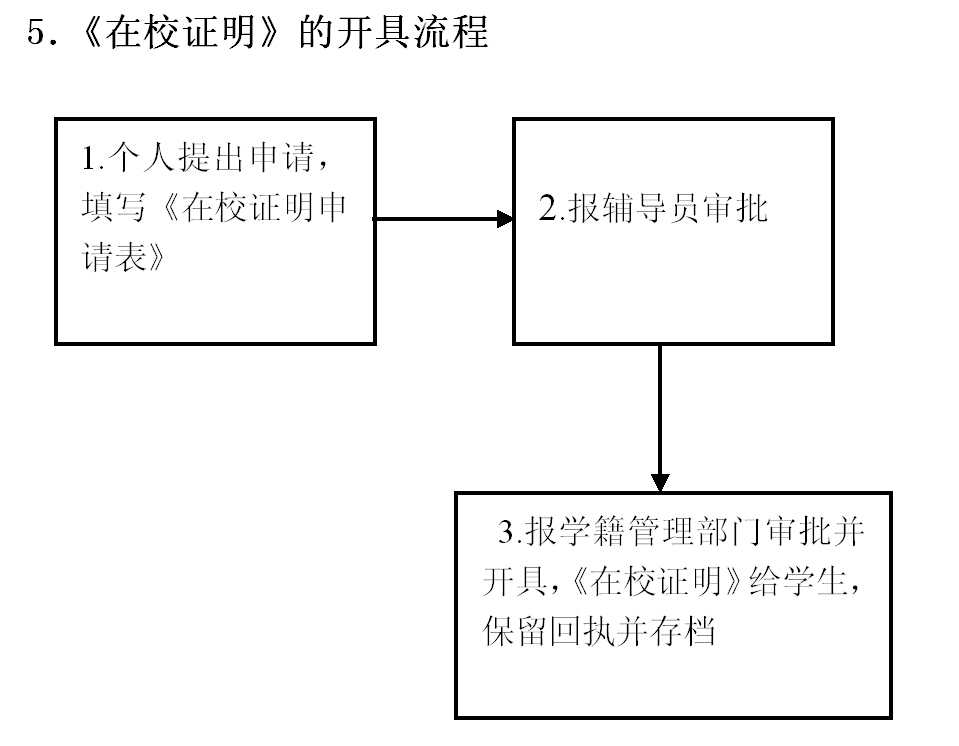 5.《在校证明》的开具流程
1.个人提出申请，
填写《在校证明申
请表》
2.报辅导员审批
3.报学籍管理部门审批并
开具，《在校证明》给学生，
保留回执并存档